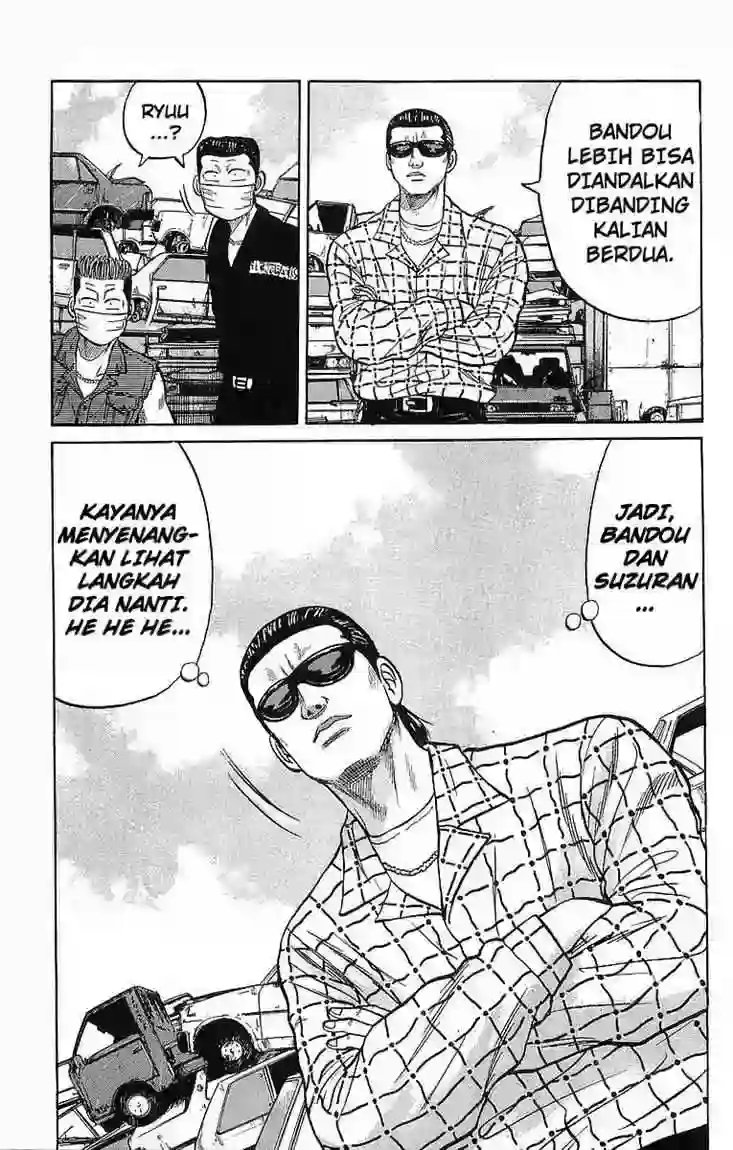 BANDOU
LEBIH BISA
DIANDALKAN
DIBANDING
KALIAN
BERDUA.
RYUU
...?
JADI,
BANDOU
DAN
SUZURAN
...
KAYANYA
MENYENANG-
KAN LIHAT
LANGKAH
DIA NANTI.
HE HE HE...